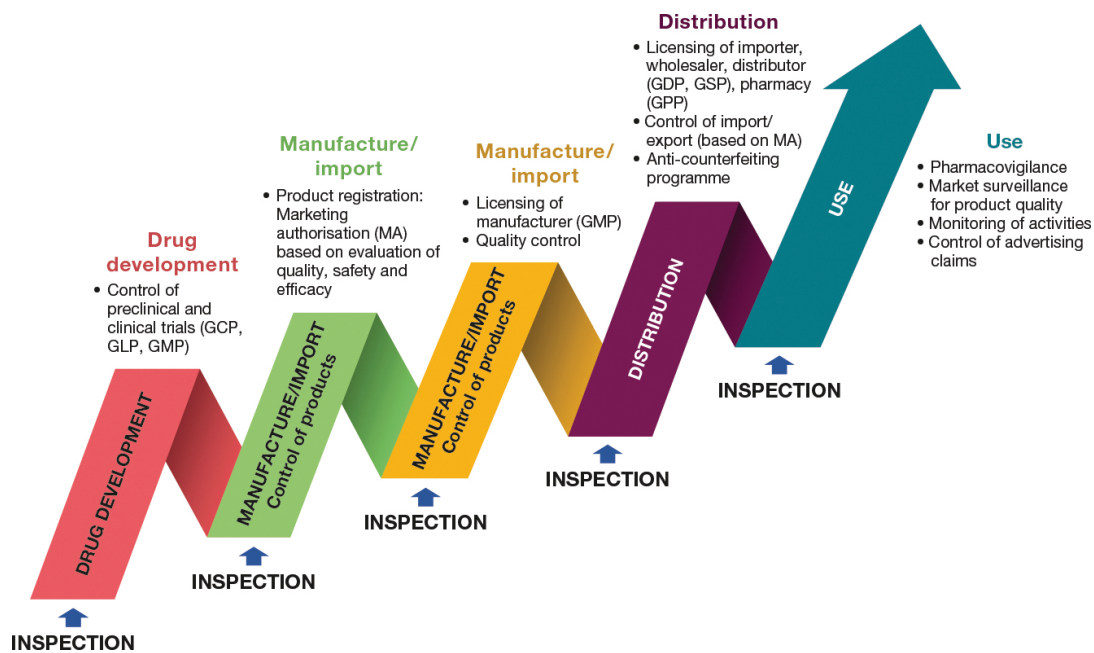 Drug
development
• Control of
preclinical and
clinical trials (GCP,
GLP, GMP)
DRUG DEVELOPMENT
INSPECTION
Manufacture/
import
• Product registration:
Marketing
authorisation (MA)
based on evaluation of
quality, safety and
efficacy
MANUFACTURE/IMPORT
Control of products
INSPECTION
Manufacture/
import
• Licensing of
manufacturer (GMP)
• Quality control
MANUFACTURE/IMPORT
Control of products
INSPECTION
Distribution
• Licensing of importer,
wholesaler, distributor
(GDP, GSP), pharmacy
(GPP)
• Control of import/
export (based on MA)
• Anti-counterfeiting
programme
DISTRIBUTION
INSPECTION
Use
• Pharmacovigilance
• Market surveillance
for product quality
• Monitoring of activities
• Control of advertising
claims
USE
INSPECTION